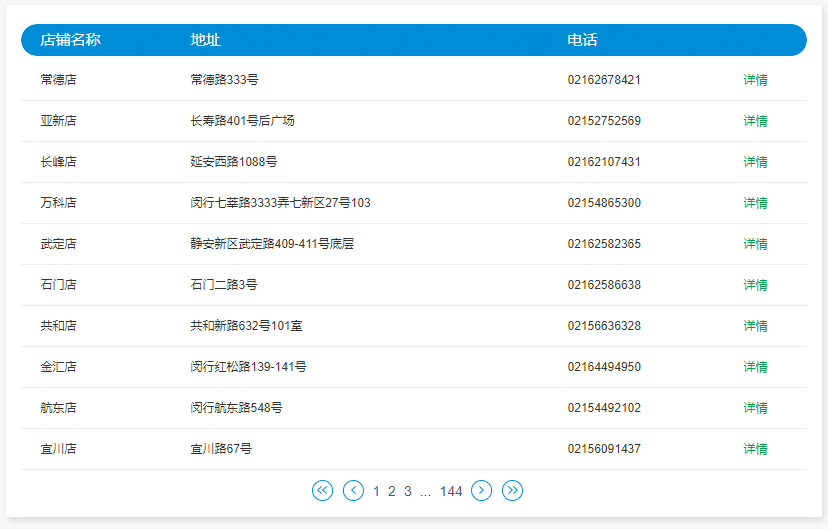 店铺名称 地址 电话
常德店 常德路333号 02162678421 详情
亚新店 长寿路401号后广场 02152752569 详情
长峰店 延安西路1088号 02162107431 详情
万科店 闵行七莘路3333弄七新区27号103 02154865300 详情
武定店 静安新区武定路409-411号底层 02162582365 详情
石门店 石门二路3号 02162586638 详情
共和店 共和新路632号101室 02156636328 详情
金汇店 闵行红松路139-141号 02164494950 详情
航东店 闵行航东路548号 02154492102 详情
宜川店 宜川路67号 02156091437 详情
1 2 3 ... 144